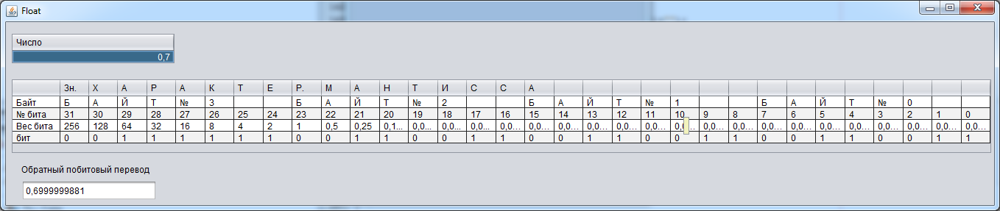 Float
Число
0,7
Зн. Х А Р А К Т Е Р. М А Н Т И С С А
Байт Б А Й Т № 3 Б А Й Т № 2 Б А Й Т № 1 Б А Й Т № 0
№ бита 31 30 29 28 27 26 25 24 23 22 21 20 19 18 17 16 15 14 13 12 11 10 9 8 7 6 5 4 3 2 1 0
Вес бита 256 128 64 32 16 8 4 2 1 0,5 0,25 0,1... 0,0... 0,0... 0,0... 0,0... 0,0... 0,0... 0,0... 0,0... 0,0... 0,0... 0,0... 0,0... 0,0... 0,0... 0,0... 0,0... 0,0... 0,0... 0,0... 0,0...
бит 0 0 1 1 1 1 1 1 0 0 1 1 0 0 1 1 0 0 1 1 0 0 1 1 0 0 1 1 0 0 1 1
Обратный побитовый перевод
0,6999999881